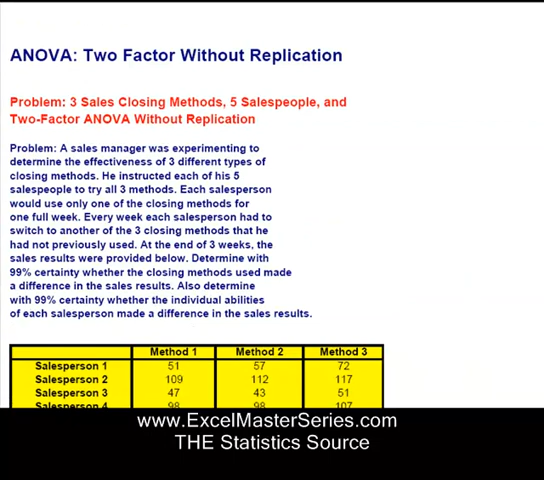 ANOVA: Two Factor Without Replication
Problem: 3 Sales Closing Methods, 5 Salespeople, and
Two-Factor ANOVA Without Replication
Problem: A sales manager was experimenting to
determine the effectiveness of 3 different types of
closing methods. He instructed each of his 5
salespeople to try all 3 methods. Each salesperson
would use only one of the closing methods for
one full week. Every week each salesperson had to
switch to another of the 3 closing methods that he
had not previously used. At the end of 3 weeks, the
sales results were provided below. Determine with
99% certainty whether the closing methods used made
a difference in the sales results. Also determine
with 99% certainty whether the individual abilities
of each salesperson made a difference in the sales results.
Method 1 Method 2 Method 3
Salesperson 1 51 57 72
Salesperson 2 109 112 117
Salesperson 3 47 43 51
Salesperson 4 98 98 107
www.ExcelMasterSeries.com
THE Statistics Source